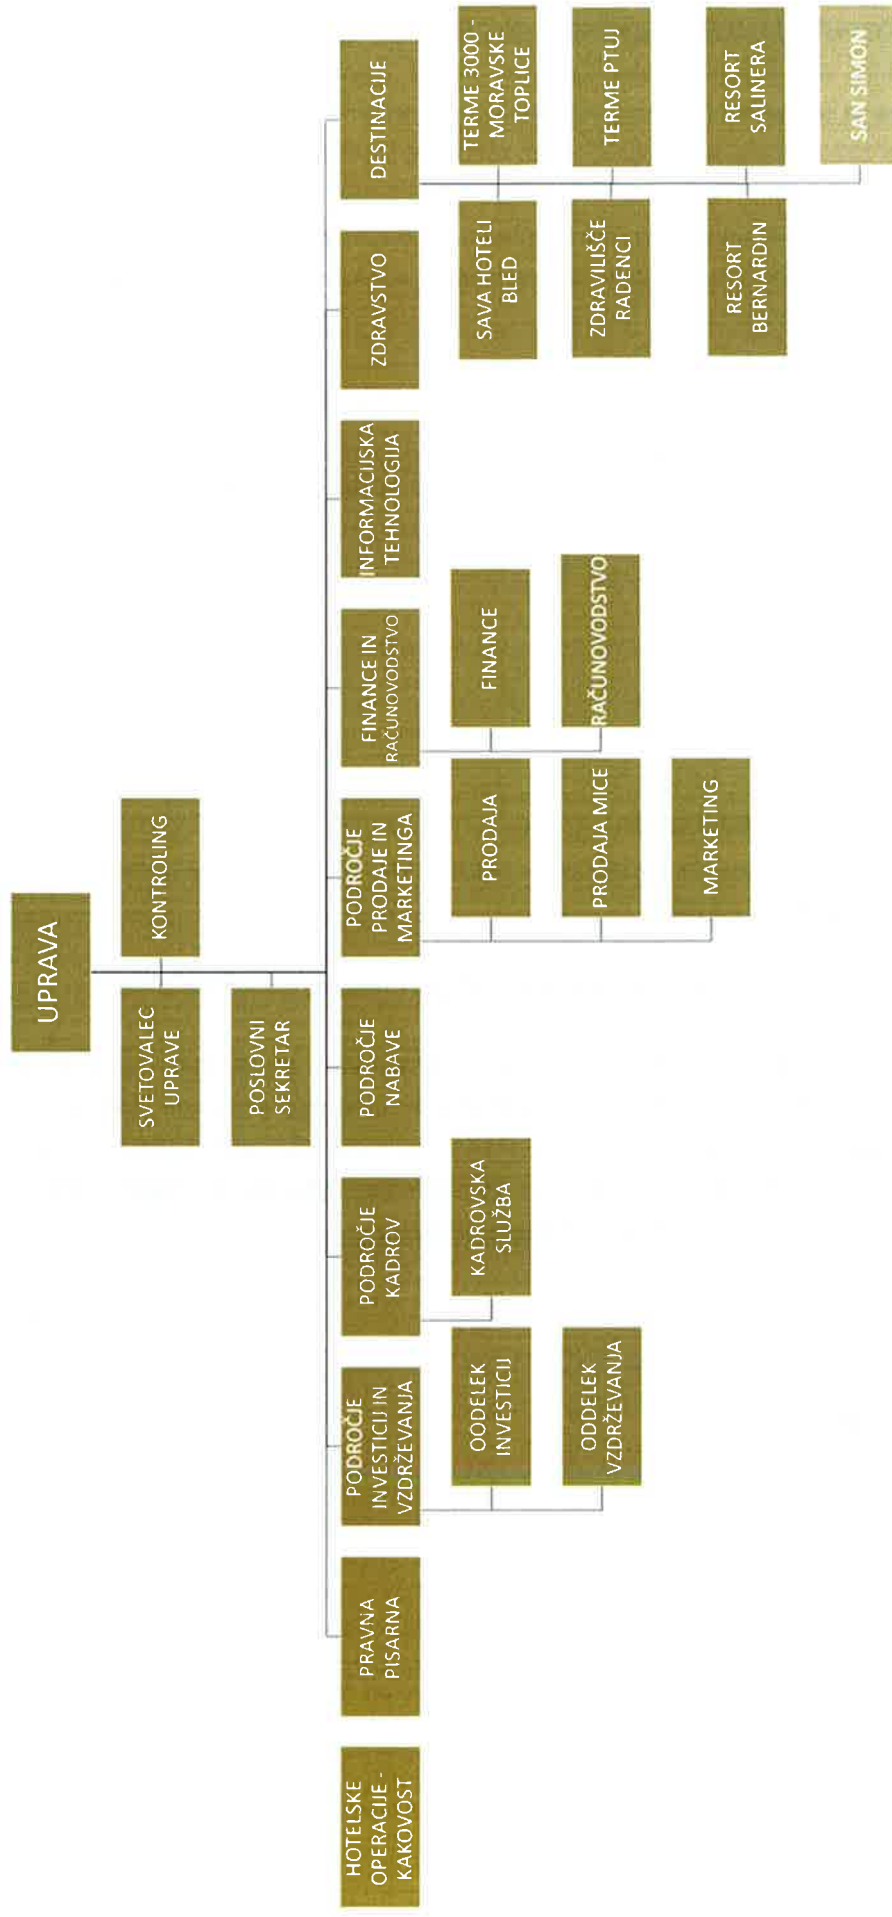 UPRAVA
SVETOVALEC
UPRAVE
KONTROLING
POSLOVNI
SEKRETAR
HOTELSKE
OPERACIJE -
KAKOVOST
PRAVNA
PISARNA
PODROČJE
INVESTICIJ IN
VZDRŽEVANJA
PODROČJE
KADROV
PODROČJE
NABAVE
PODROČJE
PRODAJE IN
MARKETINGA
FINANCE IN
RAČUNOVODSTVO
INFORMACIJSKA
TEHNOLOGIJA
ZDRAVSTVO
DESTINACIJE
OODELEK
INVESTICIJ
ODDELEK
VZDRŽEVANJA
KADROVSKA
SLUŽBA
PRODAJA
PRODAJA MICE
MARKETING
FINANCE
RAČUNOVODSTVO
SAVA HOTELI
BLED
TERME 3000 -
MORAVSKE
TOPLICE
ZDRAVILIŠČE
RADENCI
TERME PTUJ
RESORT
BERNARDIN
RESORT
SALINERA
SAN SIMON